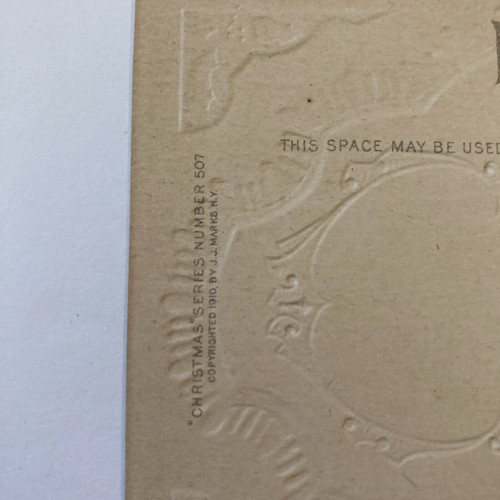 THIS SPACE MAY BE USED
"CHRISTMAS" SERIES NUMBER 507
COPYRIGHTED 1910, BY J.J. MARKS. N.Y.